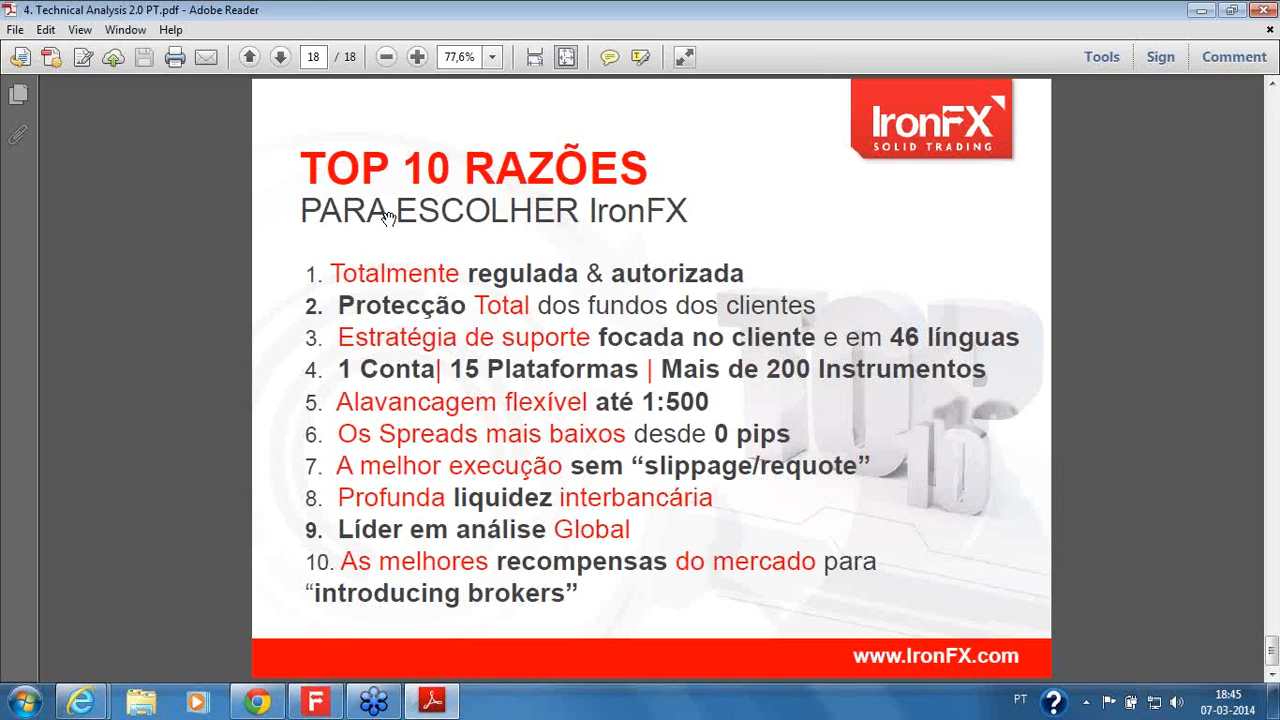 4. Technical Analysis 2.0 PT.pdf - Adobe Reader
File Edit View Window Help
18 / 18 77,6% Tools Sign Comment
IronFX
SOLID TRADING
TOP 10 RAZÕES
PARA ESCOLHER IronFX
1. Totalmente regulada & autorizada
2. Protecção Total dos fundos dos clientes
3. Estratégia de suporte focada no cliente e em 46 línguas
4. 1 Conta| 15 Plataformas | Mais de 200 Instrumentos
5. Alavancagem flexível até 1:500
6. Os Spreads mais baixos desde 0 pips
7. A melhor execução sem “slippage/requote”
8. Profunda liquidez interbancária
9. Líder em análise Global
10. As melhores recompensas do mercado para
“introducing brokers”
TOP
10
www.IronFX.com
PT 18:45
07-03-2014